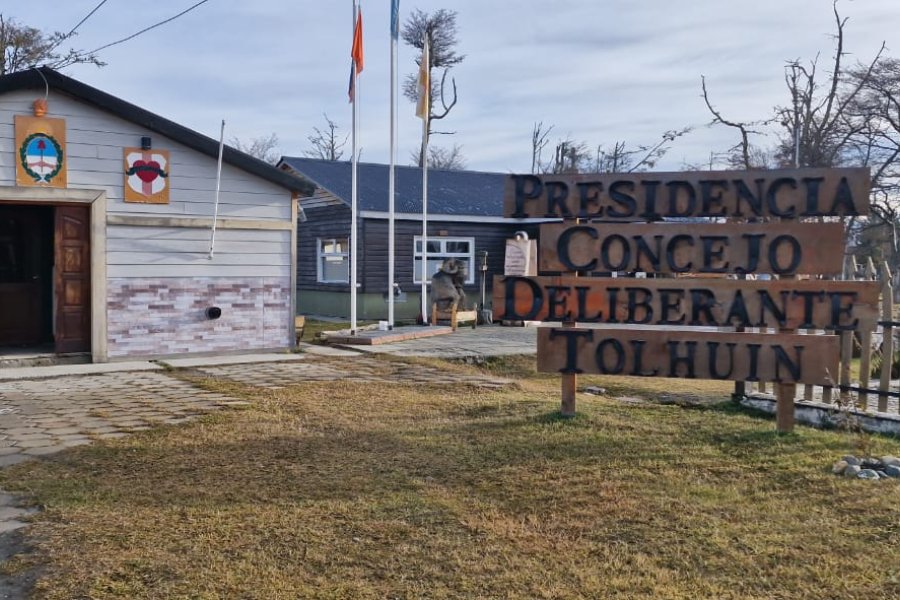 PRESIDENCIA
CONCEJO
DELIBERANTE
TOLHUIN